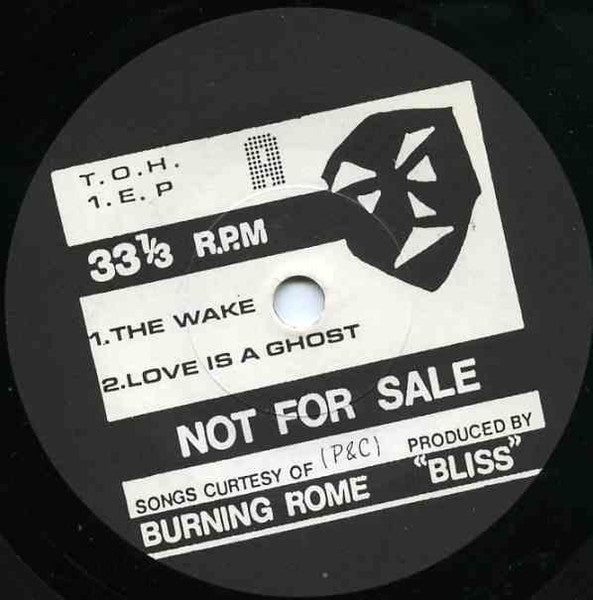 T.O.H.
1.E.P
A
33⅓ R.P.M
1.THE WAKE
2.LOVE IS A GHOST
NOT FOR SALE
SONGS CURTESY OF (P&C) PRODUCED BY
BURNING ROME "BLISS"